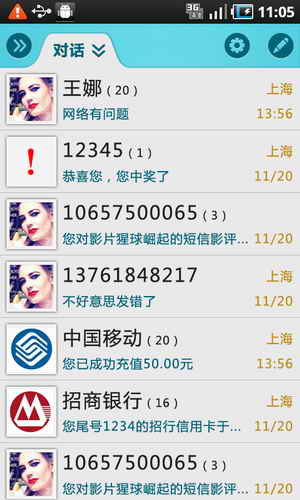 3G
11:05
对话
王娜 (20) 上海
网络有问题 13:56
12345 (1) 上海
恭喜您,您中奖了 11/20
10657500065 (3)
您对影片猩球崛起的短信影评... 11/20
13761848217 上海
不好意思发错了 11/20
中国移动 (20) 上海
您已成功充值50.00元 13:56
招商银行 (16) 上海
您尾号1234的招行信用卡于... 11/20
10657500065 (3)
您对影片猩球崛起的短信影评... 11/20